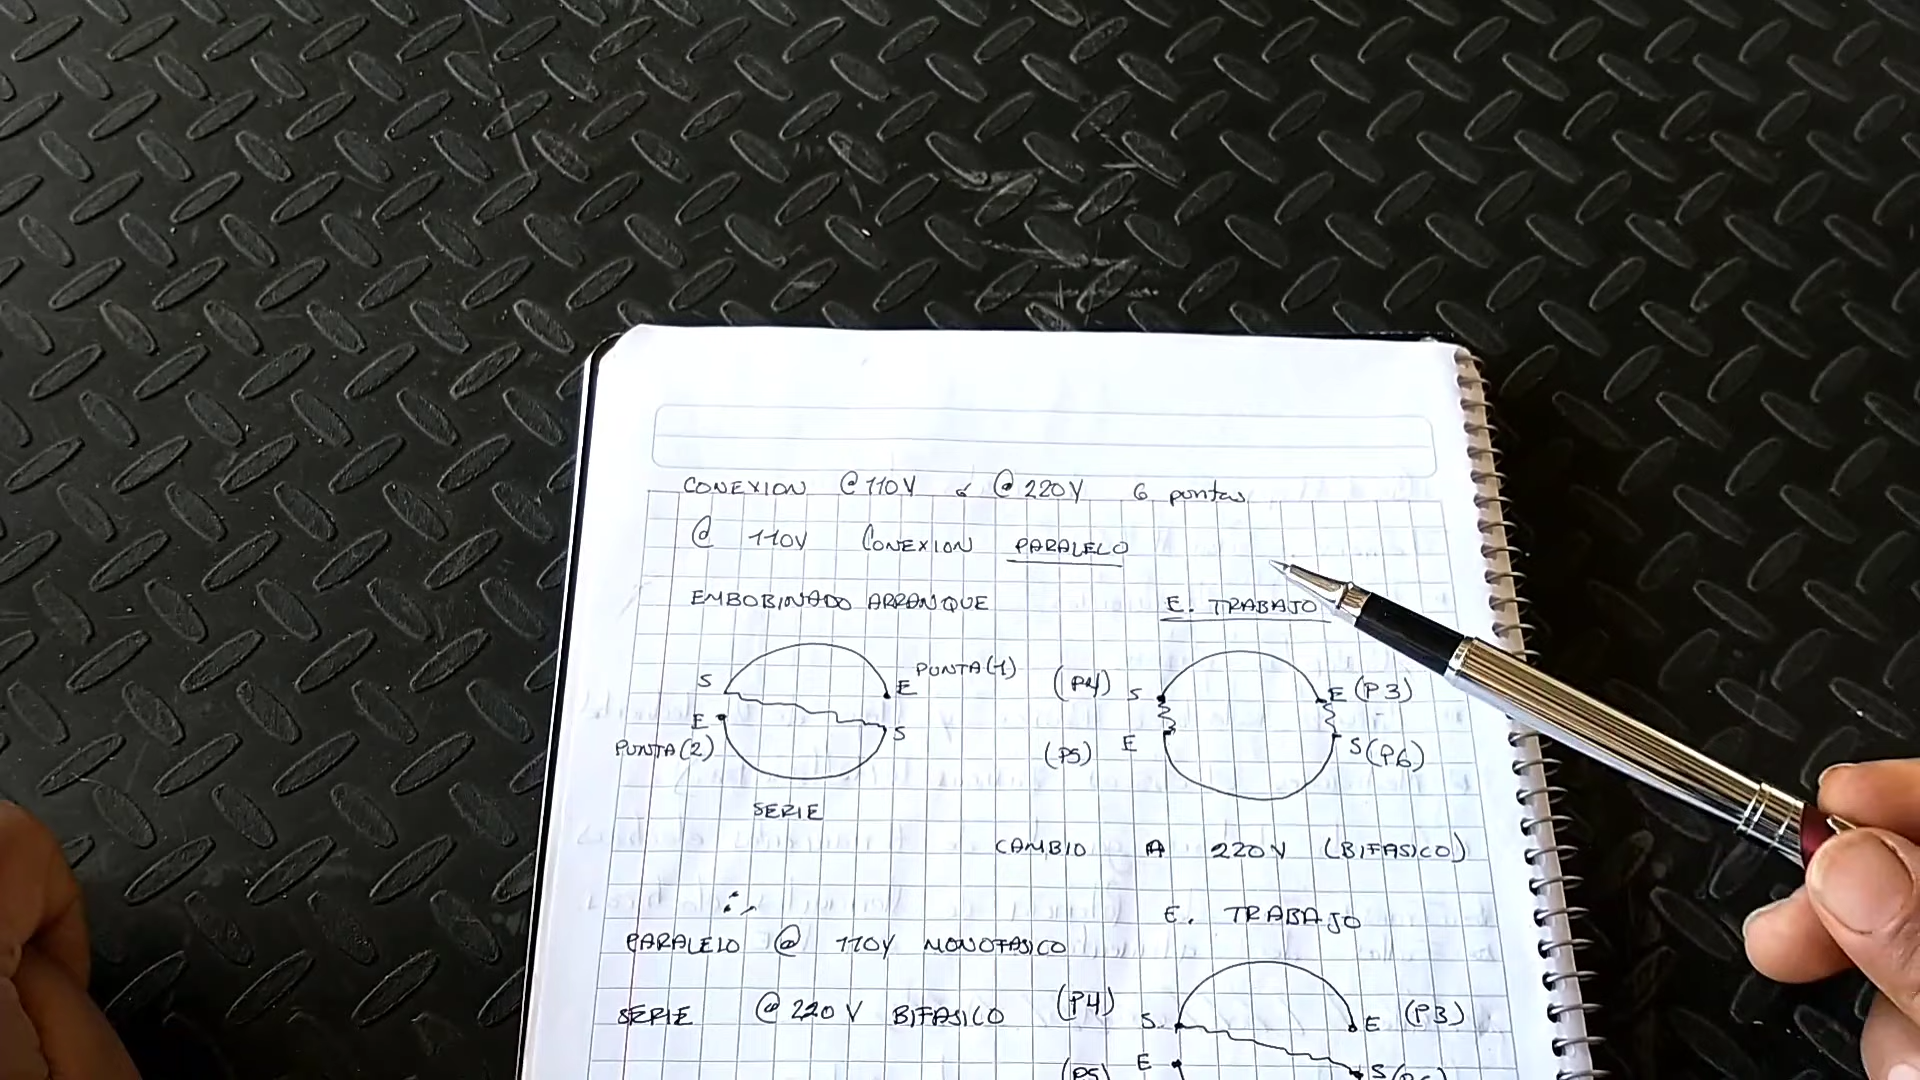 CONEXION @ 110V ó @ 220V 6 puntas
@ 110V CONEXION PARALELO
EMBOBINADO ARRANQUE
S E PUNTA(1)
E S
PUNTA(2)
SERIE
E. TRABAJO
(P4) S E (P3)
(P5) E S (P6)
CAMBIO A 220V (BIFASICO)
PARALELO @ 110V MONOFASICO
SERIE @ 220V BIFASICO
E. TRABAJO
(P4) S E (P3)
(P5) E S